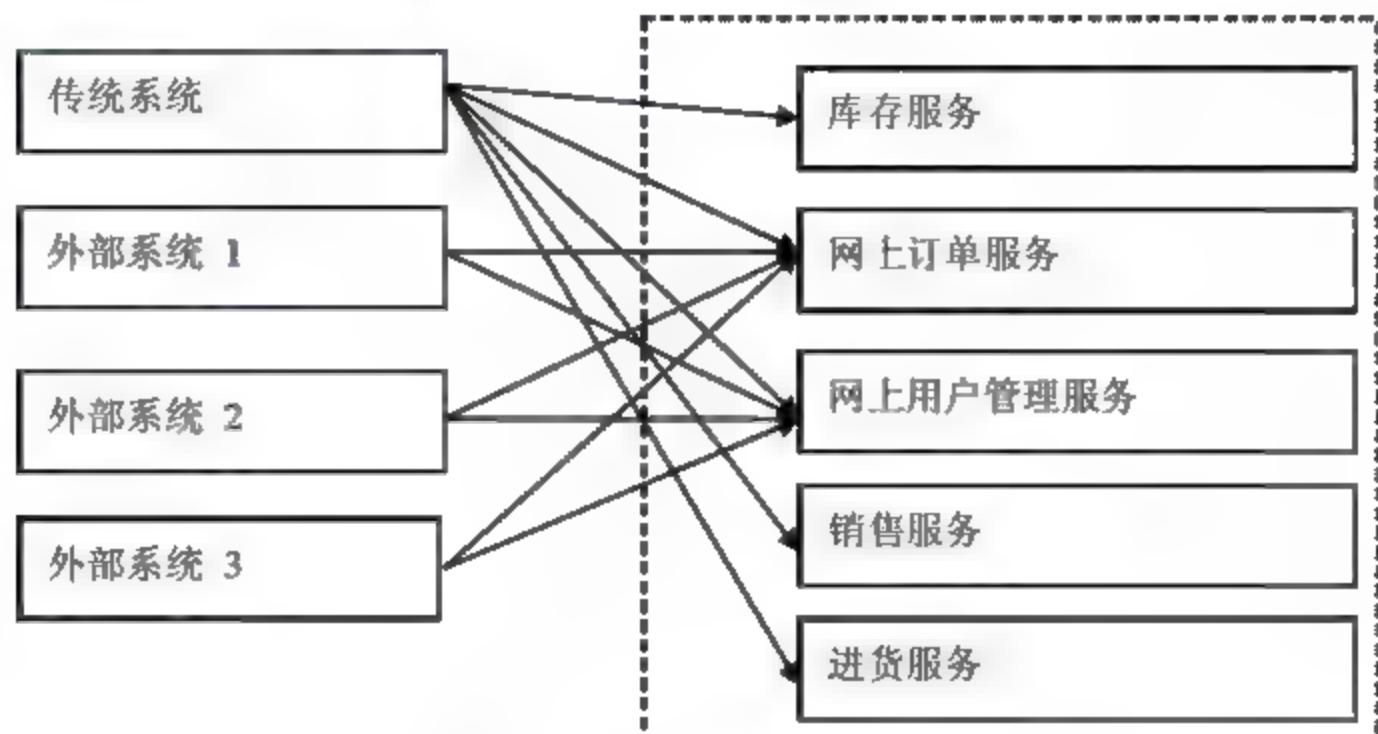 传统系统
外部系统 1
外部系统 2
外部系统 3
库存服务
网上订单服务
网上用户管理服务
销售服务
进货服务